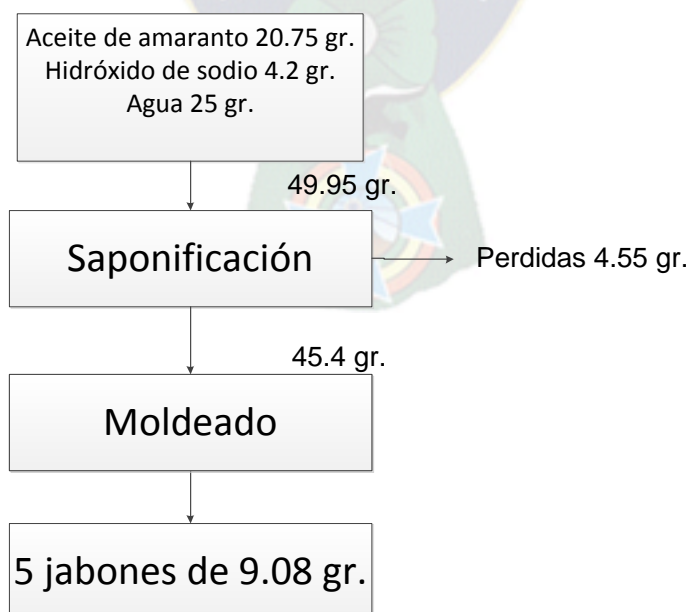 Aceite de amaranto 20.75 gr.
Hidróxido de sodio 4.2 gr.
Agua 25 gr.
49.95 gr.
Saponificación
Perdidas 4.55 gr.
45.4 gr.
Moldeado
5 jabones de 9.08 gr.